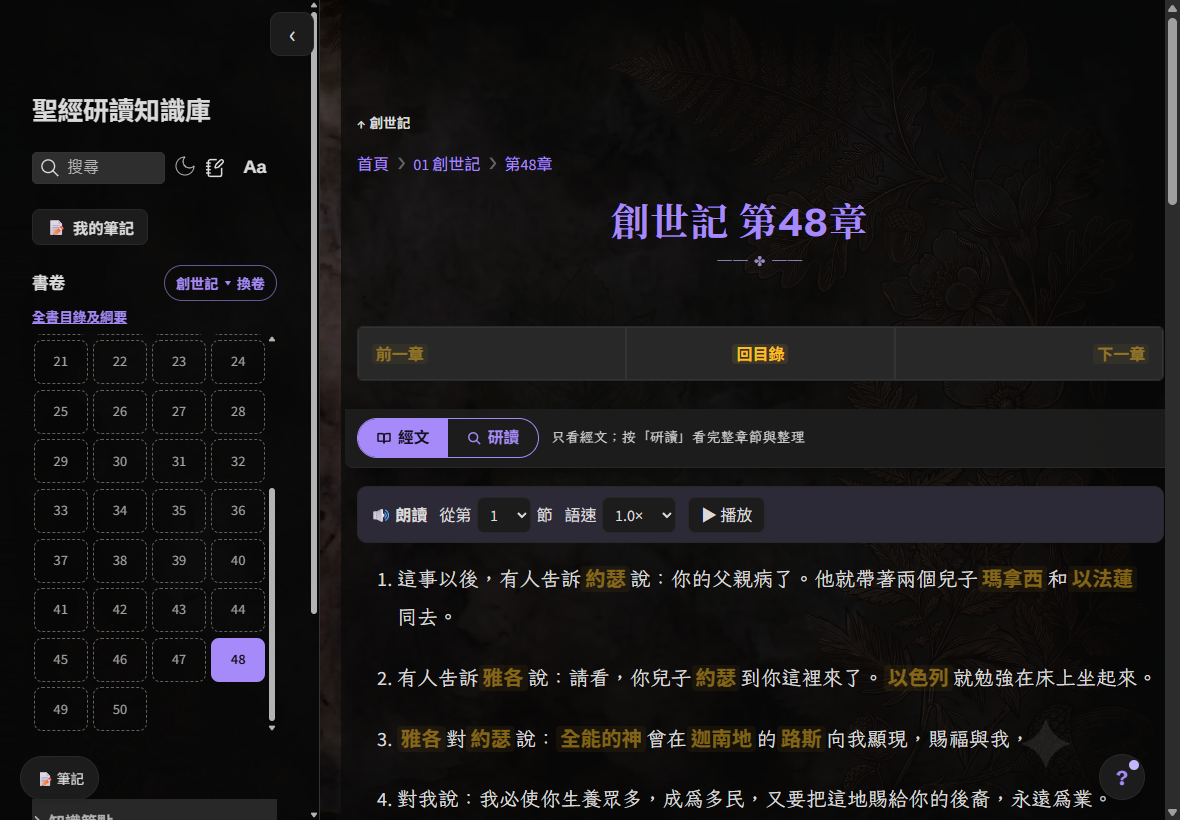 聖經研讀知識庫
搜尋
Aa
我的筆記
書卷
創世記 ▾ 換卷
全書目錄及綱要
21 22 23 24
25 26 27 28
29 30 31 32
33 34 35 36
37 38 39 40
41 42 43 44
45 46 47 48
49 50
筆記
知識節點
↑ 創世記
首頁 > 01 創世記 > 第48章
創世記 第48章
前一章 回目錄 下一章
經文 研讀 只看經文；按「研讀」看完整章節與整理
朗讀 從第 1 節 語速 1.0× ▶ 播放
1. 這事以後，有人告訴 約瑟 說：你的父親病了。他就帶著兩個兒子 瑪拿西 和 以法蓮
同去。
2. 有人告訴 雅各 說：請看，你兒子 約瑟 到你這裡來了。 以色列 就勉強在床上坐起來。
3. 雅各 對 約瑟 說： 全能的神 曾在 迦南地 的 路斯 向我顯現，賜福與我，
4. 對我說：我必使你生養眾多，成為多民，又要把這地賜給你的後裔，永遠為業。
?